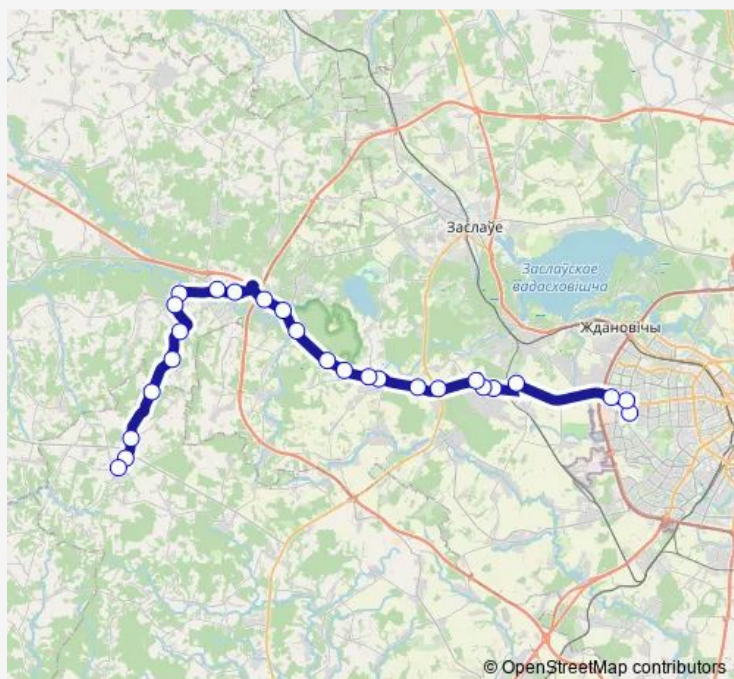 Заслаўе
Заслаўскае
вадасховішча
Ждановічы
© OpenStreetMap contributors